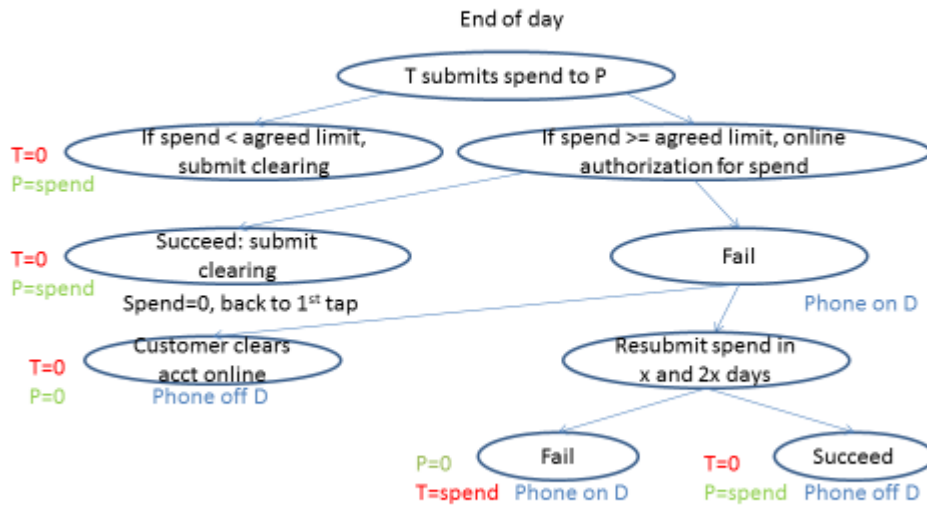 End of day
T submits spend to P
If spend < agreed limit,
submit clearing
If spend >= agreed limit, online
authorization for spend
T=0
P=spend
Succeed: submit
clearing
Fail
T=0
P=spend
Spend=0, back to 1st tap
Phone on D
Customer clears
acct online
Resubmit spend in
x and 2x days
T=0
P=0
Phone off D
P=0
Fail
T=0
Succeed
T=spend
Phone on D
P=spend
Phone off D